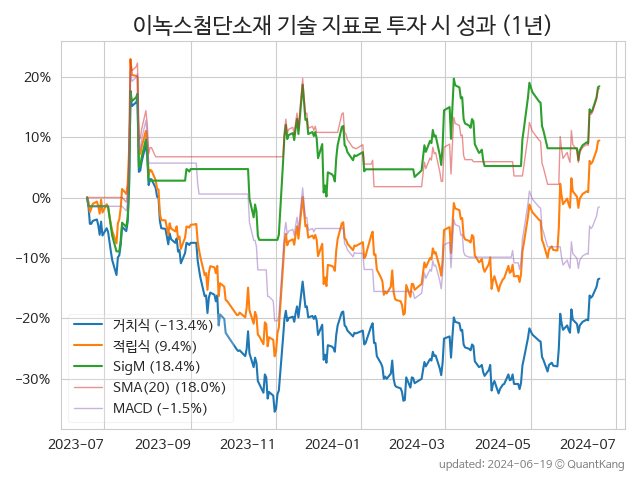 이녹스첨단소재 기술 지표로 투자 시 성과 (1년)
20%
10%
0%
−10%
−20%
−30%
거치식 (−13.4%)
적립식 (9.4%)
SigM (18.4%)
SMA(20) (18.0%)
MACD (−1.5%)
2023−07 2023−09 2023−11 2024−01 2024−03 2024−05 2024−07
updated: 2024−06−19 ⓒ QuantKang